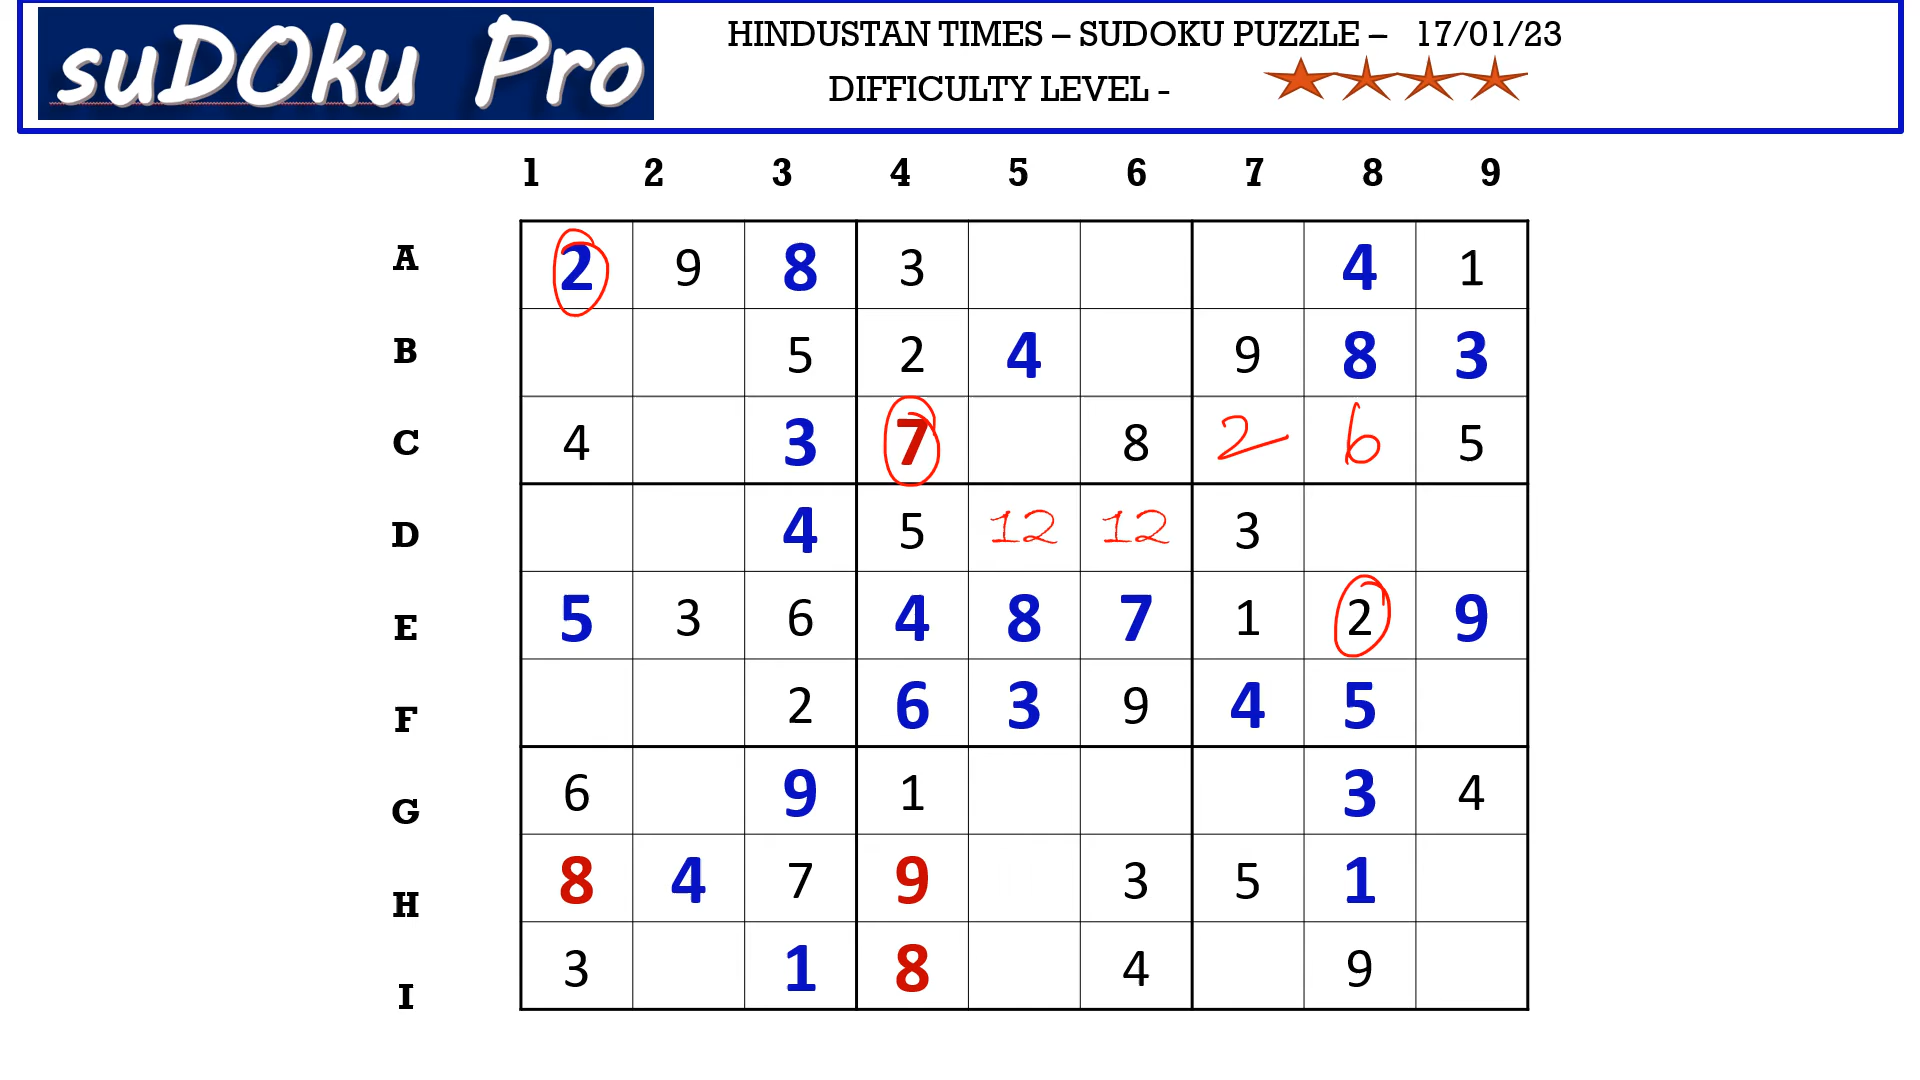 suDOku Pro
HINDUSTAN TIMES – SUDOKU PUZZLE – 17/01/23
DIFFICULTY LEVEL -
1 2 3 4 5 6 7 8 9
A 2 9 8 3 4 1
B 5 2 4 9 8 3
C 4 3 7 8 2 6 5
D 4 5 12 12 3
E 5 3 6 4 8 7 1 2 9
F 2 6 3 9 4 5
G 6 9 1 3 4
H 8 4 7 9 3 5 1
I 3 1 8 4 9